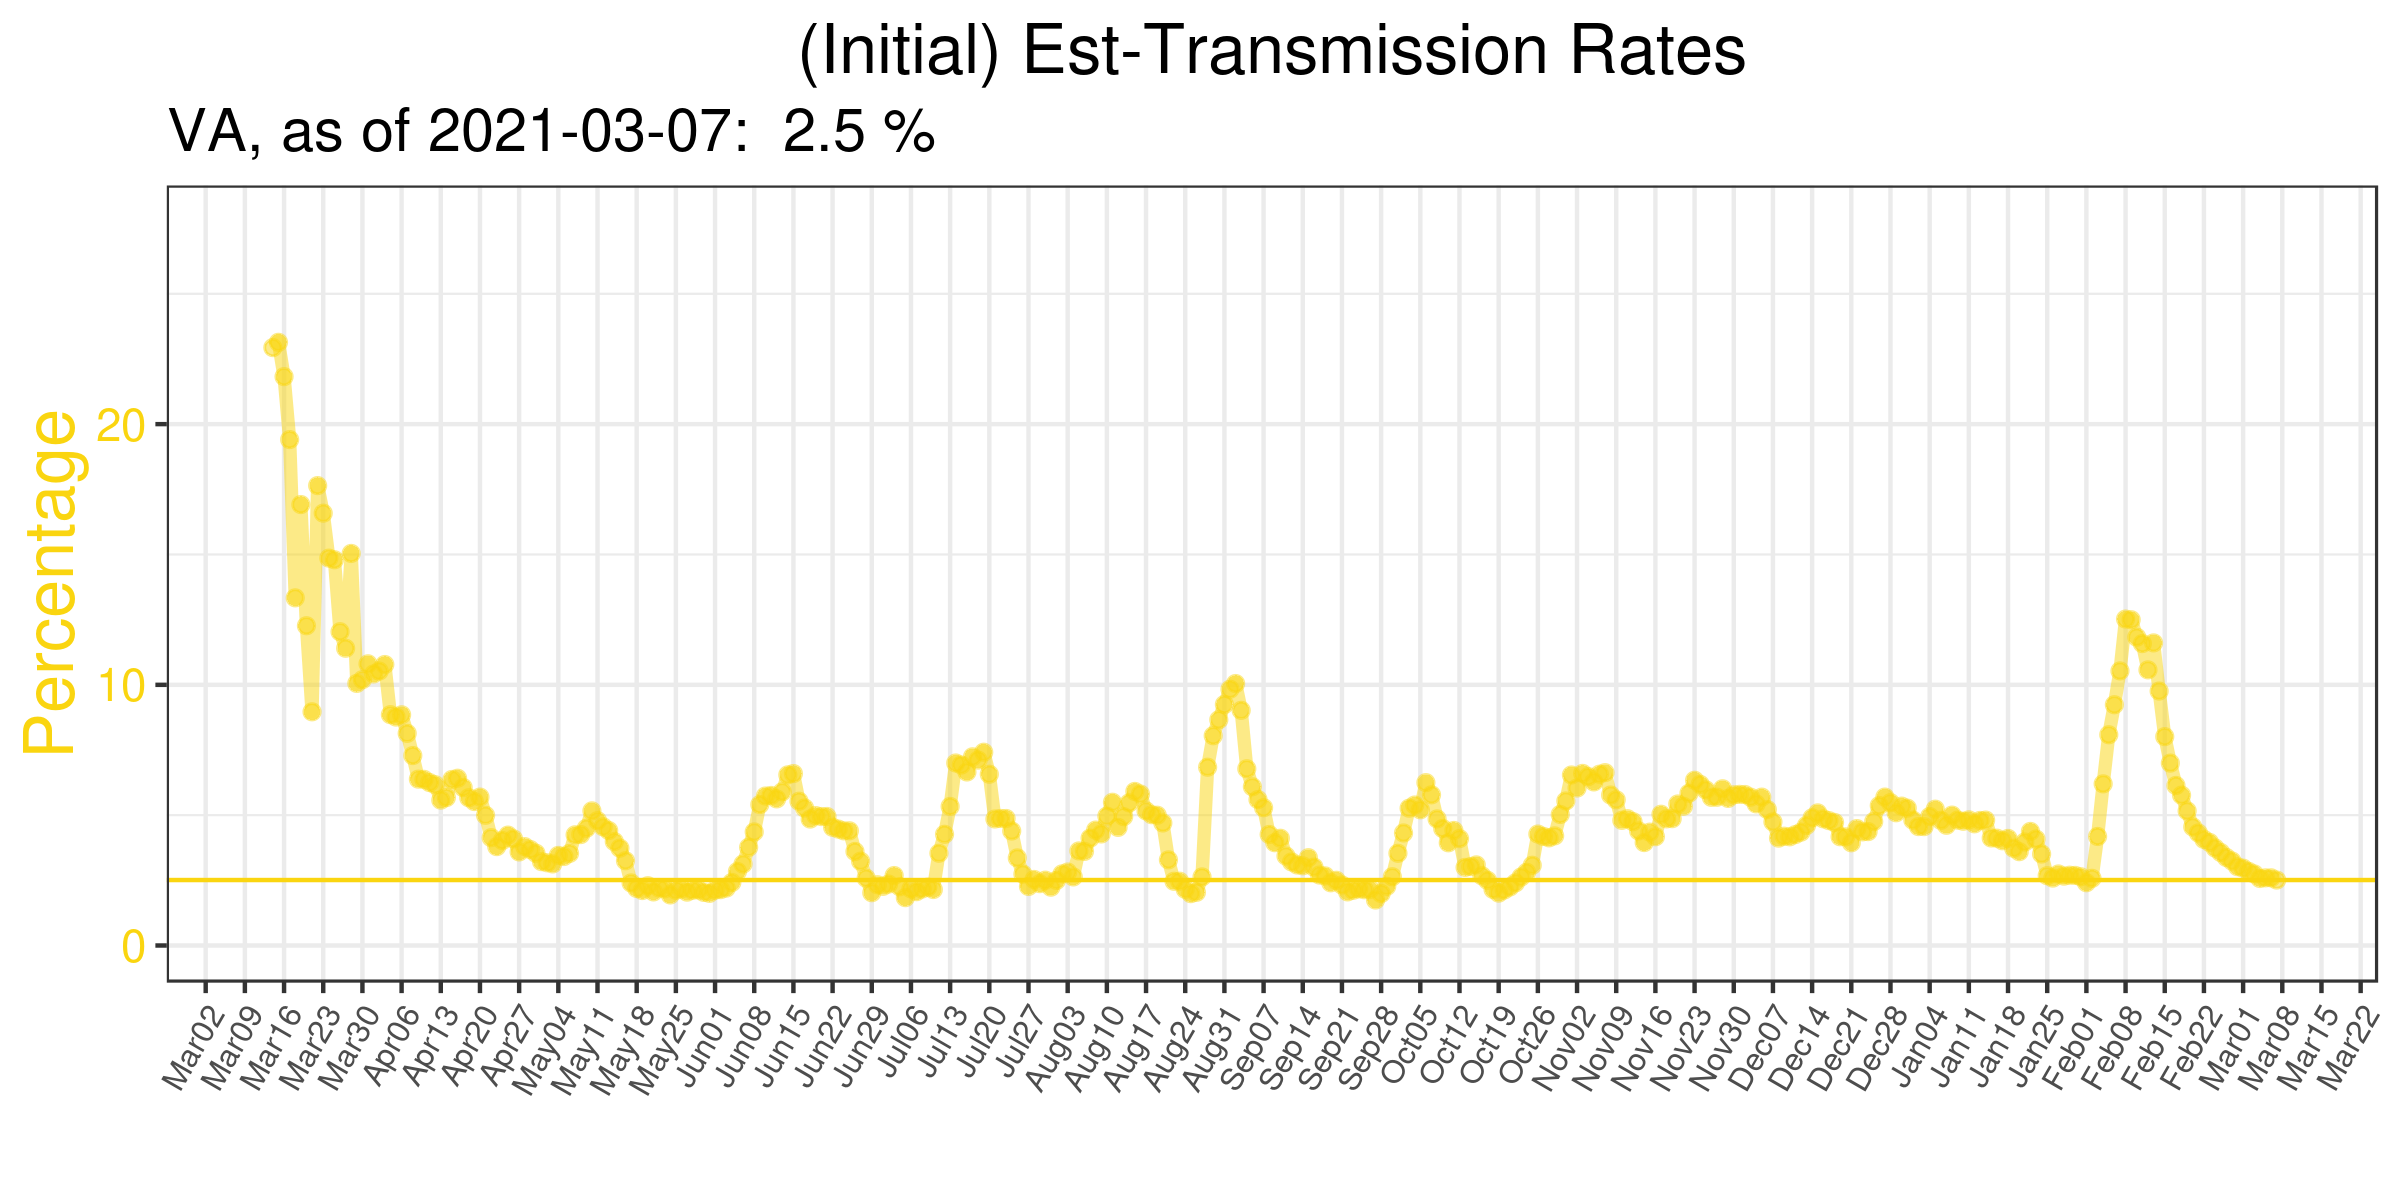 (Initial) Est-Transmission Rates
VA, as of 2021-03-07:  2.5 %
Percentage
20
10
0
Mar02
Mar09
Mar16
Mar23
Mar30
Apr06
Apr13
Apr20
Apr27
May04
May11
May18
May25
Jun01
Jun08
Jun15
Jun22
Jun29
Jul06
Jul13
Jul20
Jul27
Aug03
Aug10
Aug17
Aug24
Aug31
Sep07
Sep14
Sep21
Sep28
Oct05
Oct12
Oct19
Oct26
Nov02
Nov09
Nov16
Nov23
Nov30
Dec07
Dec14
Dec21
Dec28
Jan04
Jan11
Jan18
Jan25
Feb01
Feb08
Feb15
Feb22
Mar01
Mar08
Mar15
Mar22